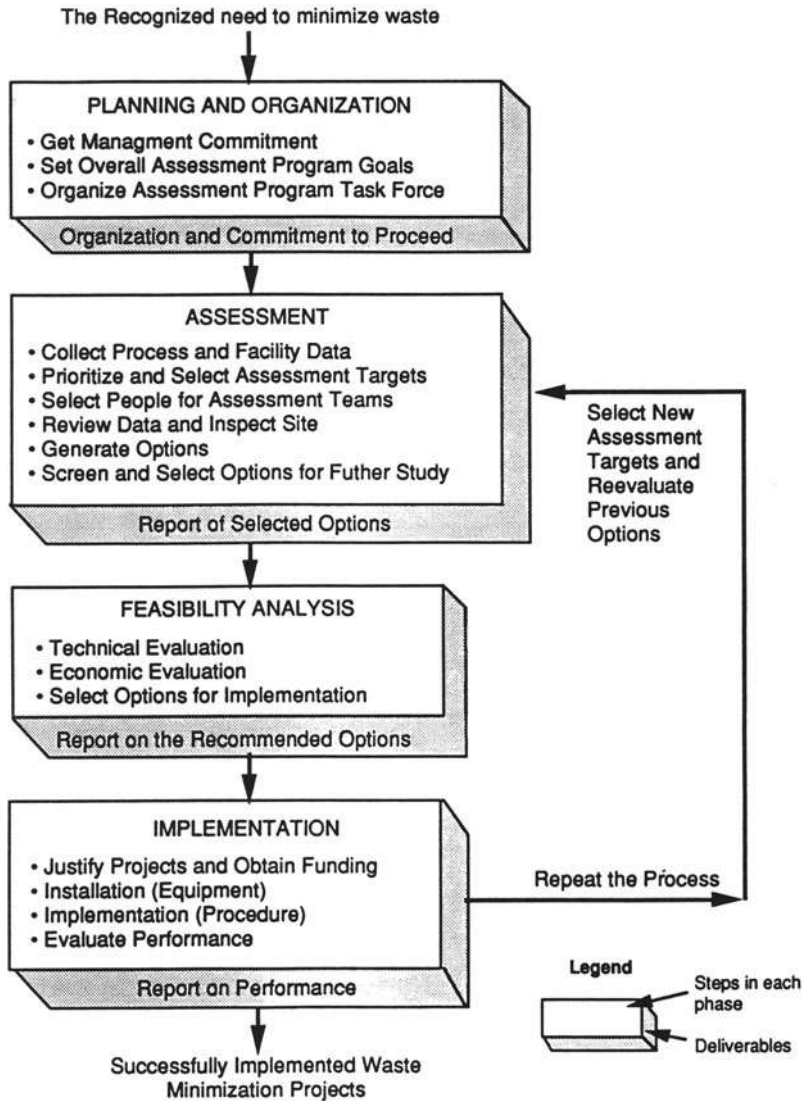 The Recognized need to minimize waste
PLANNING AND ORGANIZATION
• Get Managment Commitment
• Set Overall Assessment Program Goals
• Organize Assessment Program Task Force
Organization and Commitment to Proceed
ASSESSMENT
• Collect Process and Facility Data
• Prioritize and Select Assessment Targets
• Select People for Assessment Teams
• Review Data and Inspect Site
• Generate Options
• Screen and Select Options for Futher Study
Report of Selected Options
Select New
Assessment
Targets and
Reevaluate
Previous
Options
FEASIBILITY ANALYSIS
• Technical Evaluation
• Economic Evaluation
• Select Options for Implementation
Report on the Recommended Options
IMPLEMENTATION
• Justify Projects and Obtain Funding
• Installation (Equipment)
• Implementation (Procedure)
• Evaluate Performance
Report on Performance
Repeat the Process
Successfully Implemented Waste
Minimization Projects
Legend
Steps in each
phase
Deliverables